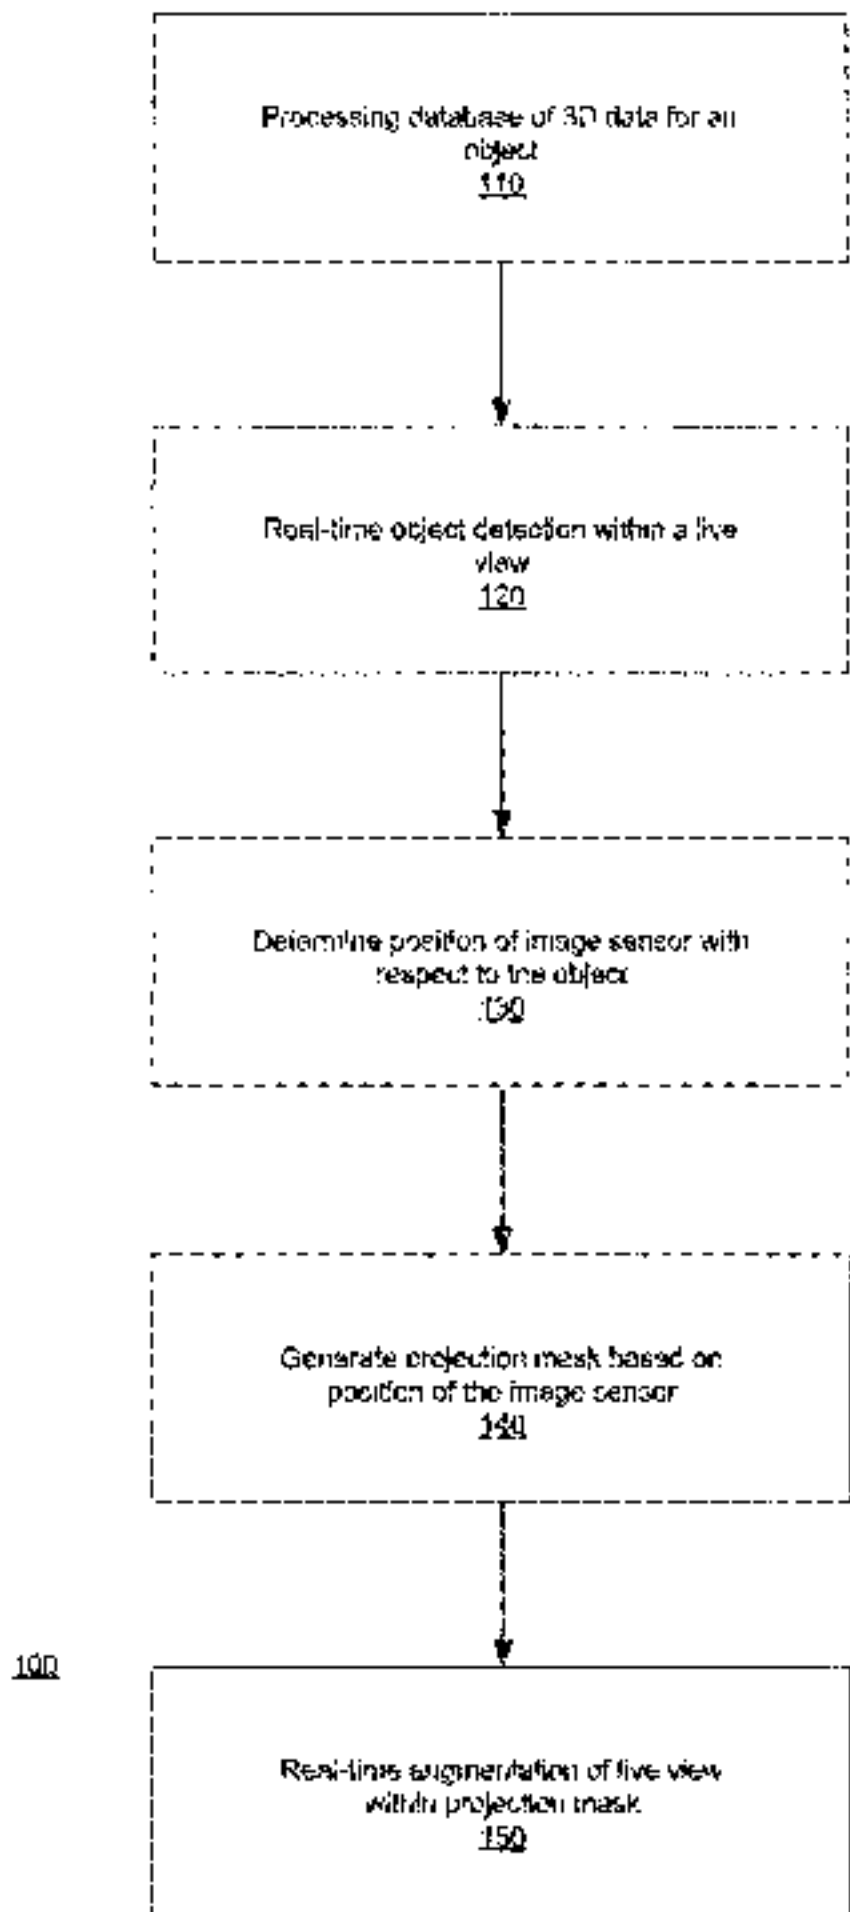 Processing database of 3D data for an
object
110
Real-time object detection within a live
view
120
Determine position of image sensor with
respect to the object
130
Generate projection mask based on
position of the image sensor
140
100
Real-time augmentation of live view
within projection mask
150